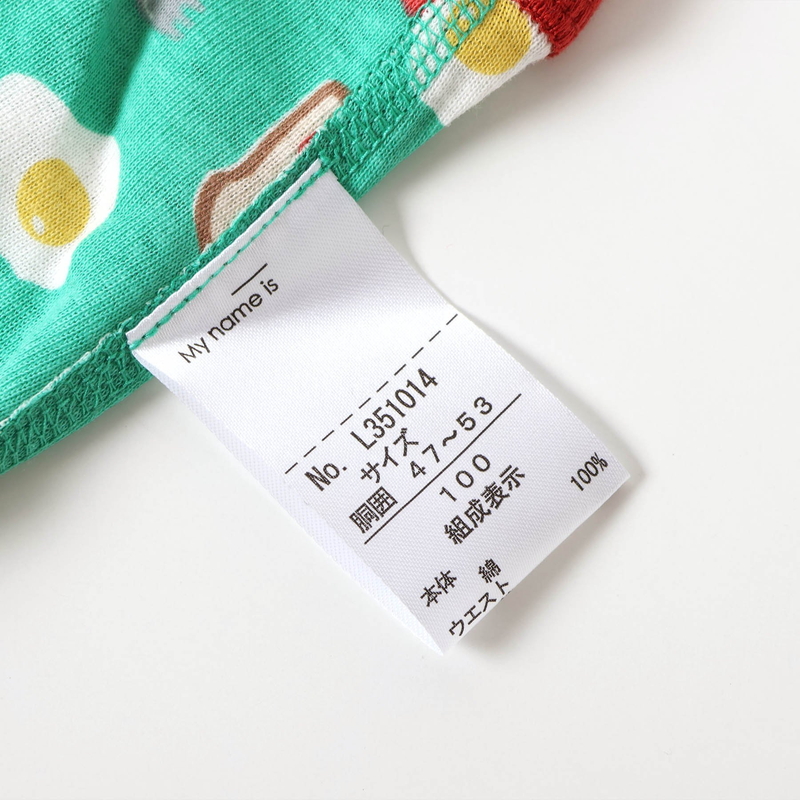 My name is
No. L351014
サイズ
胴囲 47～53
100
組成表示
本体 綿 100%
ウエスト